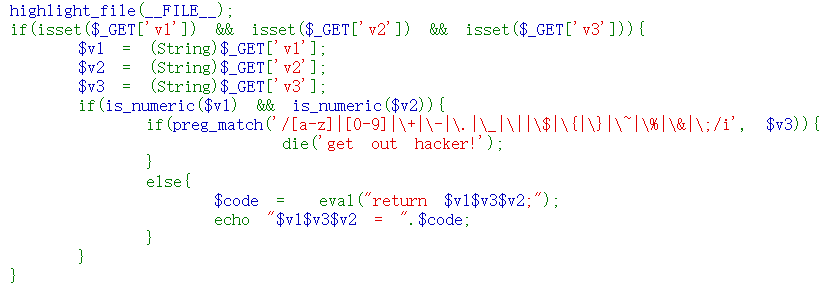 highlight_file(__FILE__);
if(isset($_GET['v1']) && isset($_GET['v2']) && isset($_GET['v3'])){
$v1 = (String)$_GET['v1'];
$v2 = (String)$_GET['v2'];
$v3 = (String)$_GET['v3'];
if(is_numeric($v1) && is_numeric($v2)){
if(preg_match('/[a-z]|[0-9]|\+|\-|\.|\_|\||\$|\{|\}|\~|\%|\&|\;/i', $v3)){
die('get out hacker!');
}
else{
$code = eval("return $v1$v3$v2;");
echo "$v1$v3$v2 = ".$code;
}
}
}